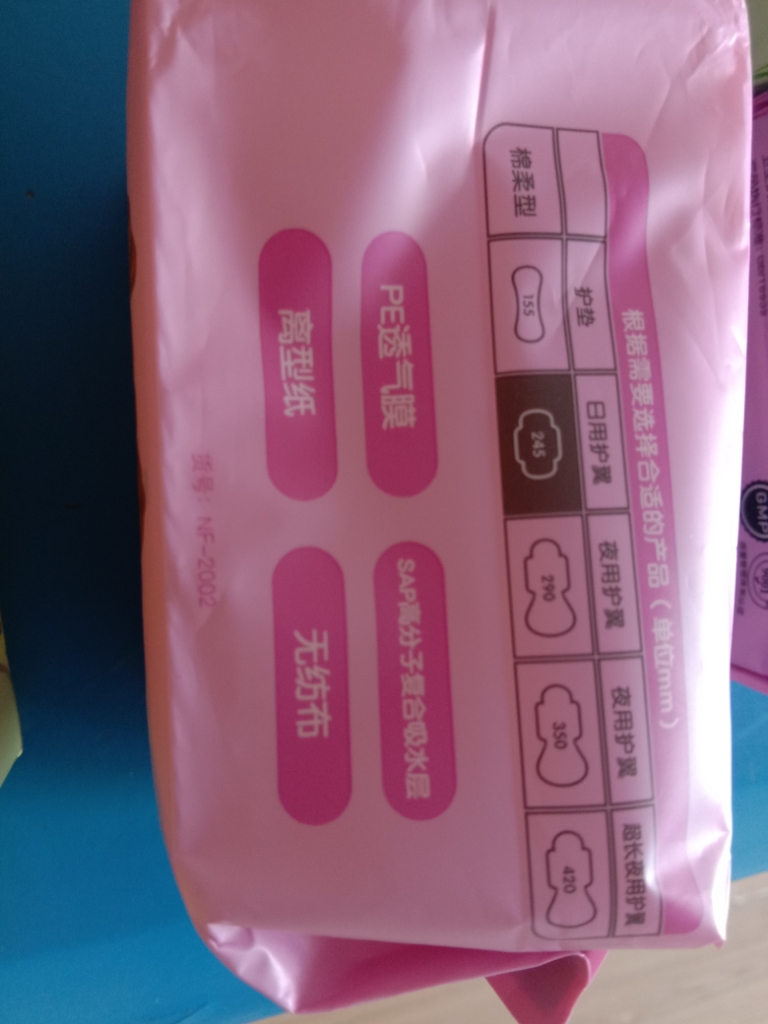 根据需要选择合适的产品（单位mm）
护垫 日用护翼 夜用护翼 夜用护翼 超长夜用护翼
棉柔型 155 245 290 350 420
PE透气膜 SAP高分子复合吸水层
离型纸 无纺布
货号：NF-2002
GMP